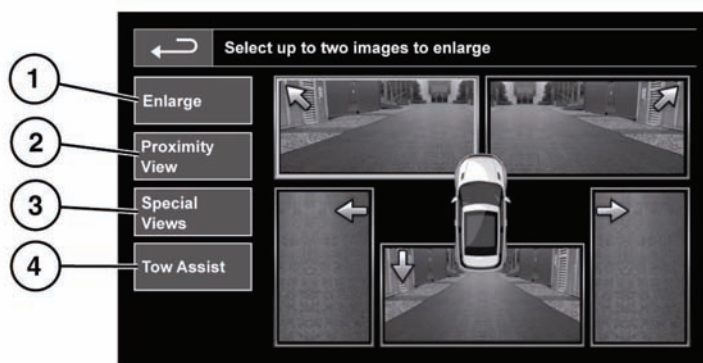 Select up to two images to enlarge
1
Enlarge
2
Proximity
View
3
Special
Views
4
Tow Assist